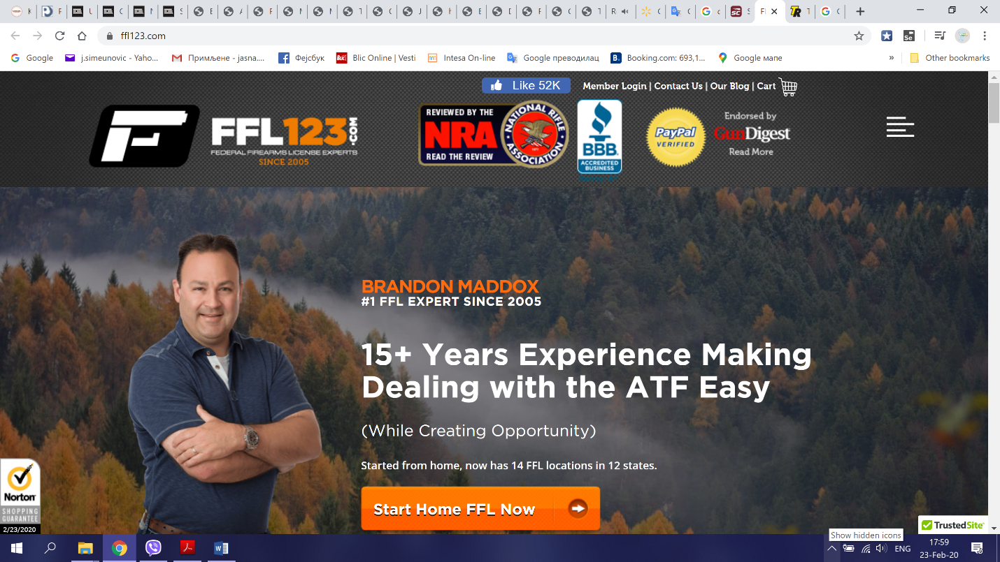 ffl123.com
Google
j.simeunovic - Yaho...
Примљене - jasna....
Фејсбук
Blic Online | Vesti
Intesa On-line
Google преводилац
Booking.com: 693,1...
Google мапе
»
Other bookmarks
Like 52K
Member Login | Contact Us | Our Blog | Cart
FFL123.COM
FEDERAL FIREARMS LICENSE EXPERTS
SINCE 2005
REVIEWED BY THE
NRA
READ THE REVIEW
NATIONAL RIFLE ASSOCIATION
BBB
ACCREDITED
BUSINESS
PayPal
VERIFIED
Endorsed by
GunDigest
Read More
BRANDON MADDOX
#1 FFL EXPERT SINCE 2005
15+ Years Experience Making
Dealing with the ATF Easy
(While Creating Opportunity)
Started from home, now has 14 FFL locations in 12 states.
Start Home FFL Now
Norton
SHOPPING
GUARANTEE
2/23/2020
TrustedSite
Show hidden icons
ENG
17:59
23-Feb-20